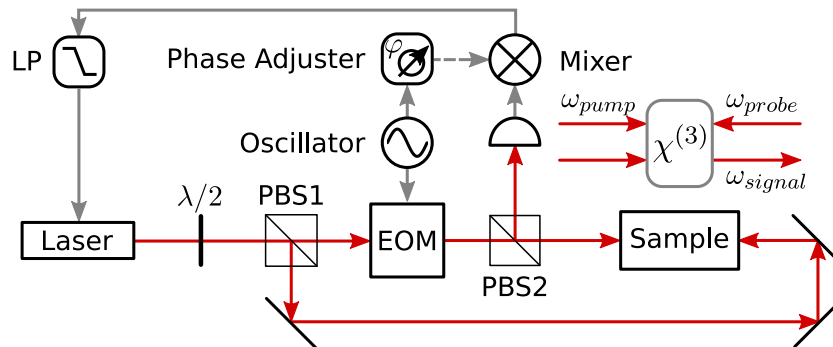 LP
Phase Adjuster
φ
Mixer
ω_pump
ω_probe
χ^(3)
ω_signal
Oscillator
λ/2
PBS1
Laser
EOM
Sample
PBS2